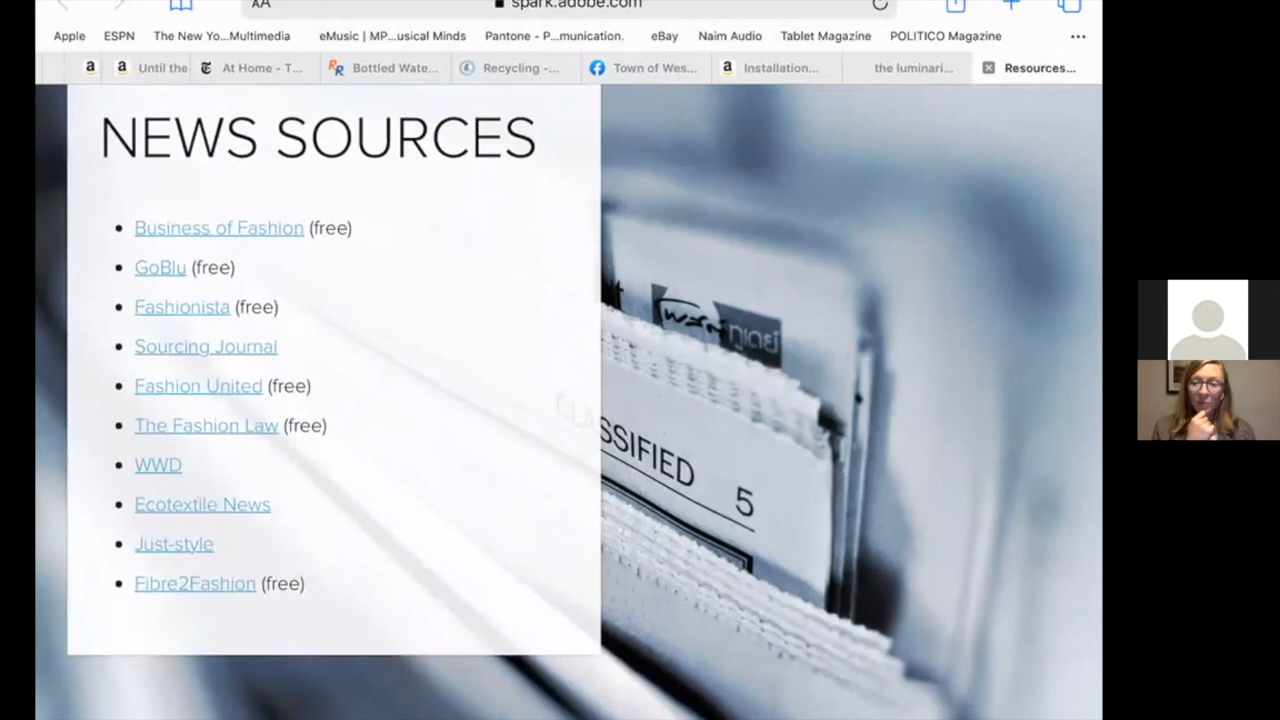 AA
spark.adobe.com
Apple ESPN The New Yo...Multimedia eMusic | MP...usical Minds Pantone - P...munication. eBay Naim Audio Tablet Magazine POLITICO Magazine
Until the At Home - T... Bottled Wate... Recycling -... Town of Wes... Installation... the luminari... Resources...
NEWS SOURCES
• Business of Fashion (free)
• GoBlu (free)
• Fashionista (free)
• Sourcing Journal
• Fashion United (free)
• The Fashion Law (free)
• WWD
• Ecotextile News
• Just-style
• Fibre2Fashion (free)
CLASSIFIED 5